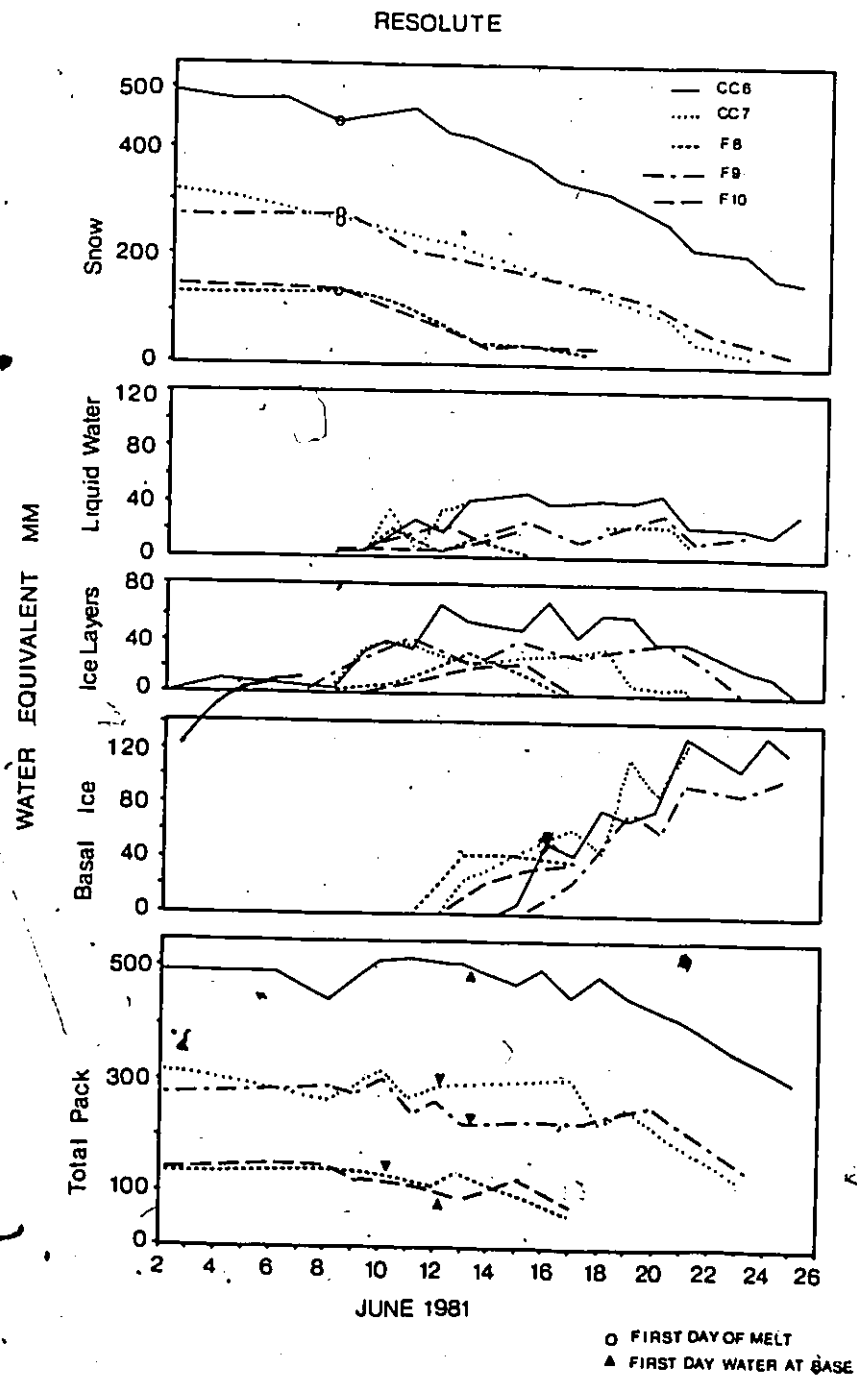 RESOLUTE
500
400
200
0
Snow
CC6
CC7
F8
F9
F10
120
80
40
0
Liquid Water
80
40
0
Ice Layers
120
80
40
0
Basal Ice
500
300
100
0
Total Pack
WATER EQUIVALENT MM
2 4 6 8 10 12 14 16 18 20 22 24 26
JUNE 1981
O FIRST DAY OF MELT
▲ FIRST DAY WATER AT BASE